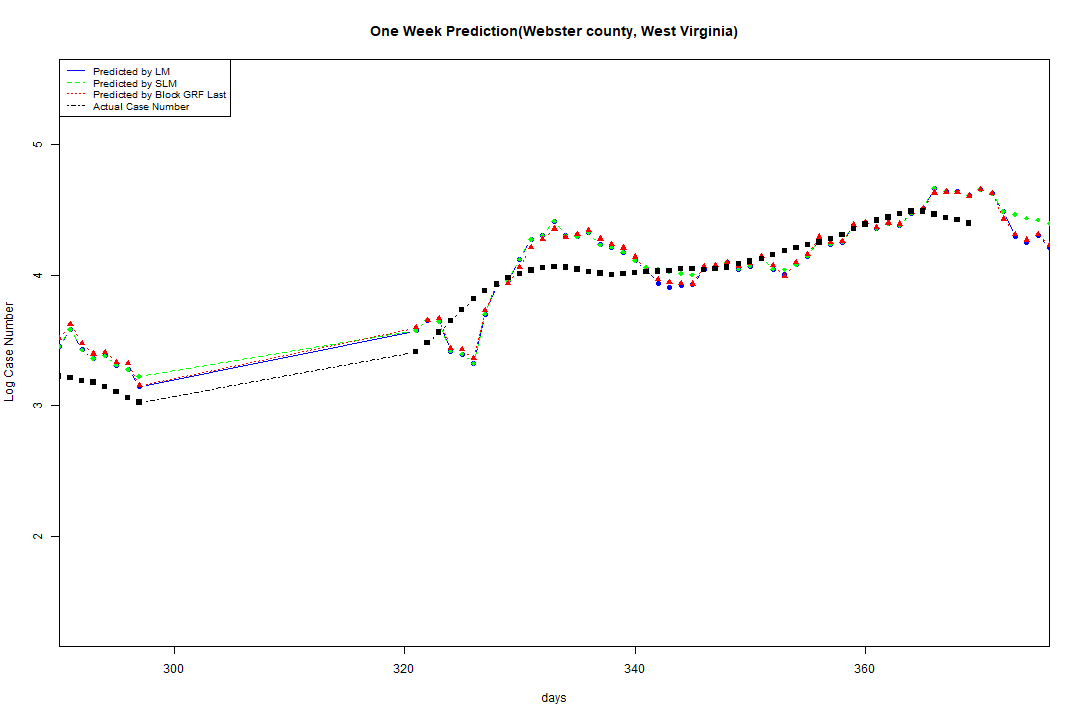 One Week Prediction(Webster county, West Virginia)
Predicted by LM
Predicted by SLM
Predicted by Block GRF Last
Actual Case Number
5
4
3
2
Log Case Number
300 320 340 360
days